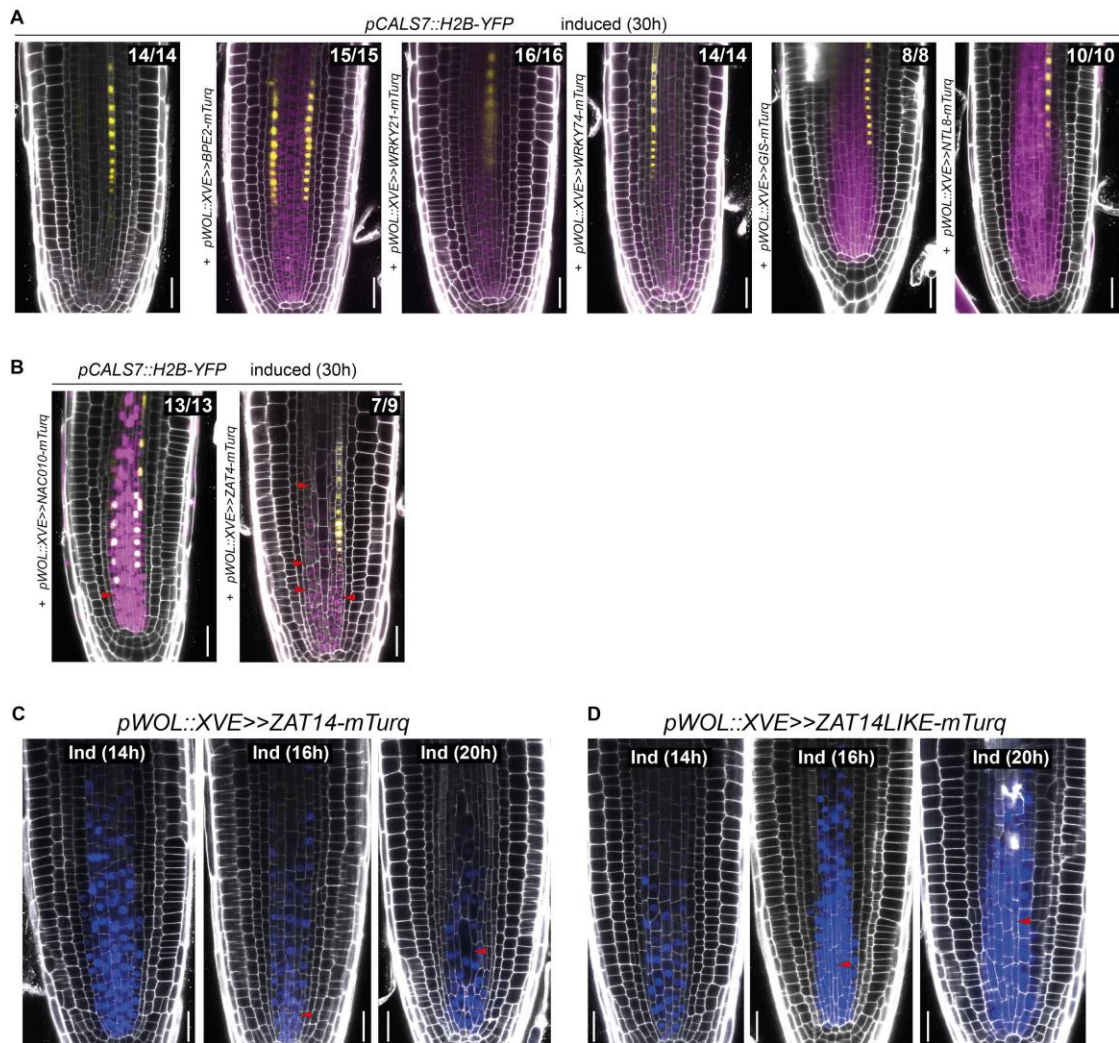 A
pCALS7::H2B-YFP induced (30h)
14/14
+ pWOL::XVE>>BPE2-mTurq
15/15
+ pWOL::XVE>>WRKY21-mTurq
16/16
+ pWOL::XVE>>WRKY74-mTurq
14/14
+ pWOL::XVE>>GIS-mTurq
8/8
+ pWOL::XVE>>NTL8-mTurq
10/10
B
pCALS7::H2B-YFP induced (30h)
+ pWOL::XVE>>NAC010-mTurq
13/13
+ pWOL::XVE>>ZAT4-mTurq
7/9
C
pWOL::XVE>>ZAT14-mTurq
Ind (14h)
Ind (16h)
Ind (20h)
D
pWOL::XVE>>ZAT14LIKE-mTurq
Ind (14h)
Ind (16h)
Ind (20h)